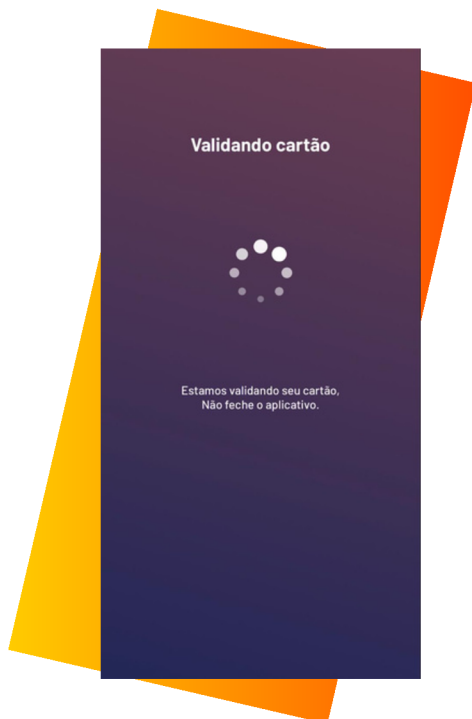 Validando cartão
Estamos validando seu cartão,
Não feche o aplicativo.